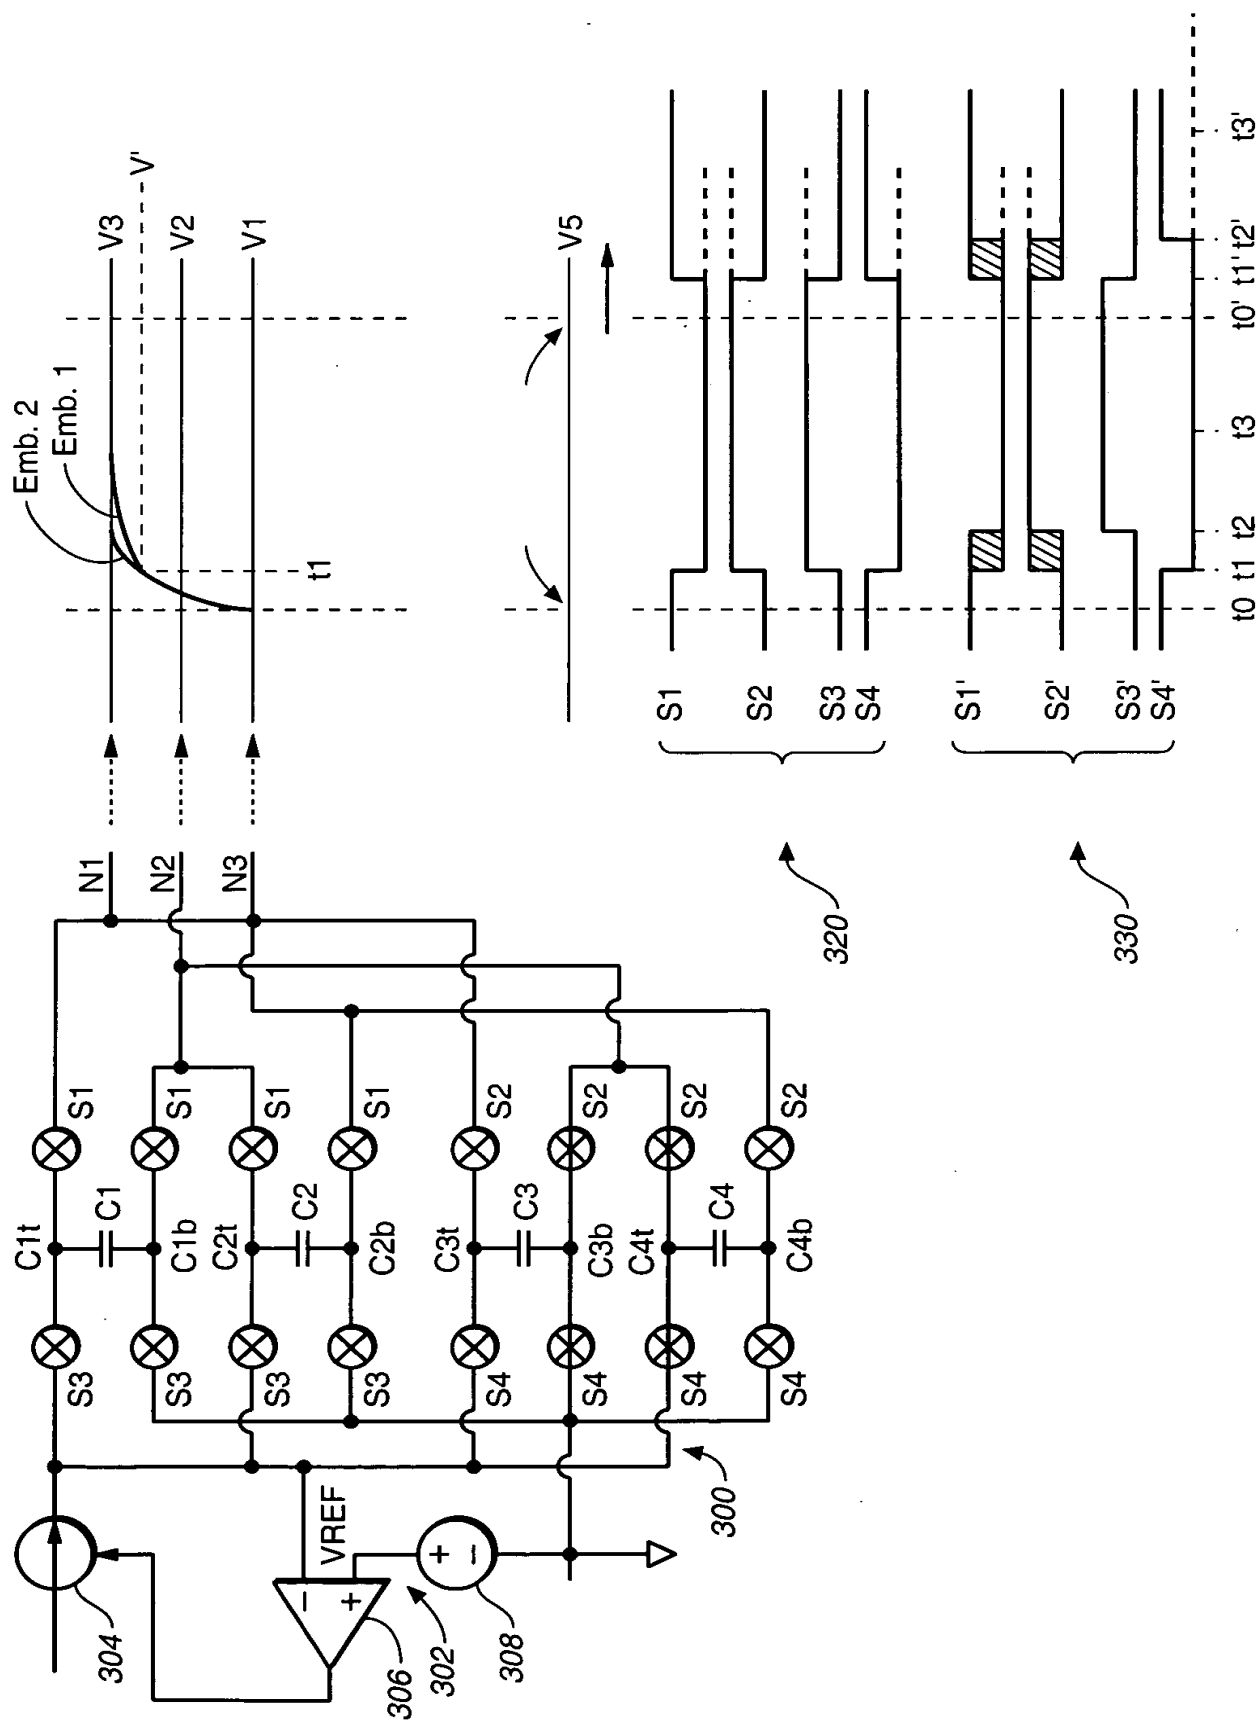 304
306
VREF
302
308
300
S3
S3
S3
S3
S4
S4
S4
S4
C1t
C1
C1b
C2t
C2
C2b
C3t
C3
C3b
C4t
C4
C4b
S1
S1
S1
S1
S2
S2
S2
S2
N1
N2
N3
Emb. 2
Emb. 1
V3
V'
V2
V1
t1
V5
320
S1
S2
S3
S4
330
S1'
S2'
S3'
S4'
t0 t1 t2 t3 t0' t1' t2' t3'
+
−
−
+